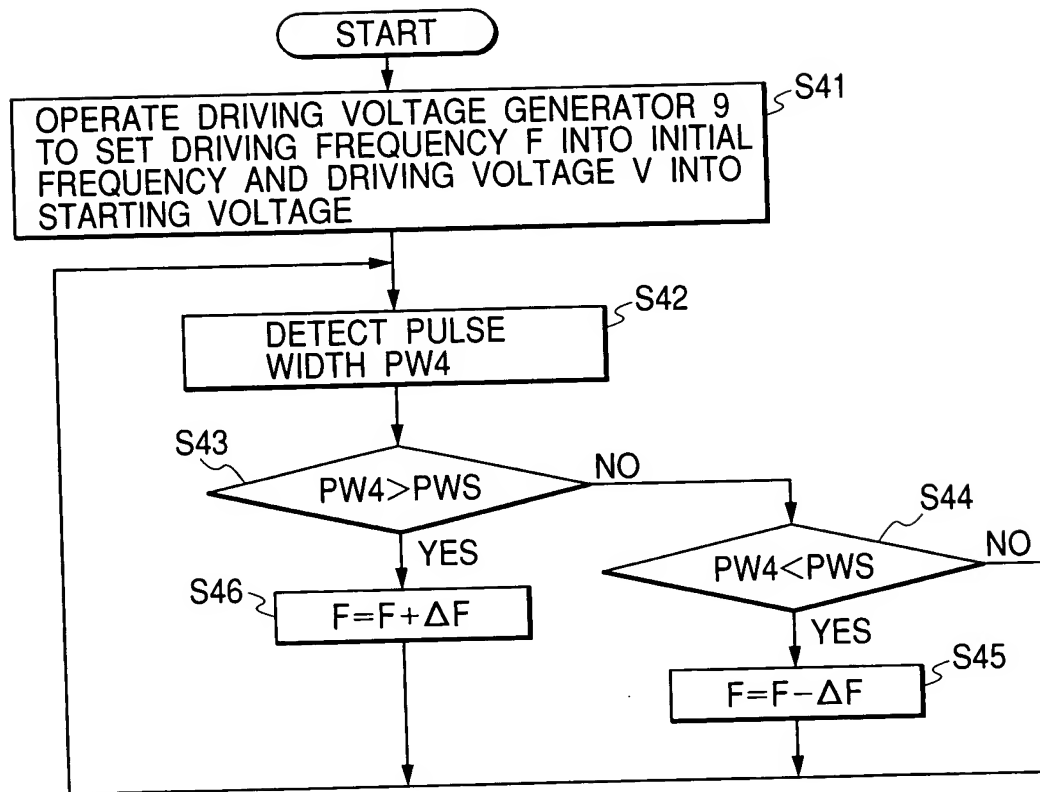 START
S41
OPERATE DRIVING VOLTAGE GENERATOR 9
TO SET DRIVING FREQUENCY F INTO INITIAL
FREQUENCY AND DRIVING VOLTAGE V INTO
STARTING VOLTAGE
S42
DETECT PULSE
WIDTH PW4
S43
PW4>PWS
NO
YES
S44
PW4<PWS
NO
YES
S46
F=F+ΔF
S45
F=F-ΔF